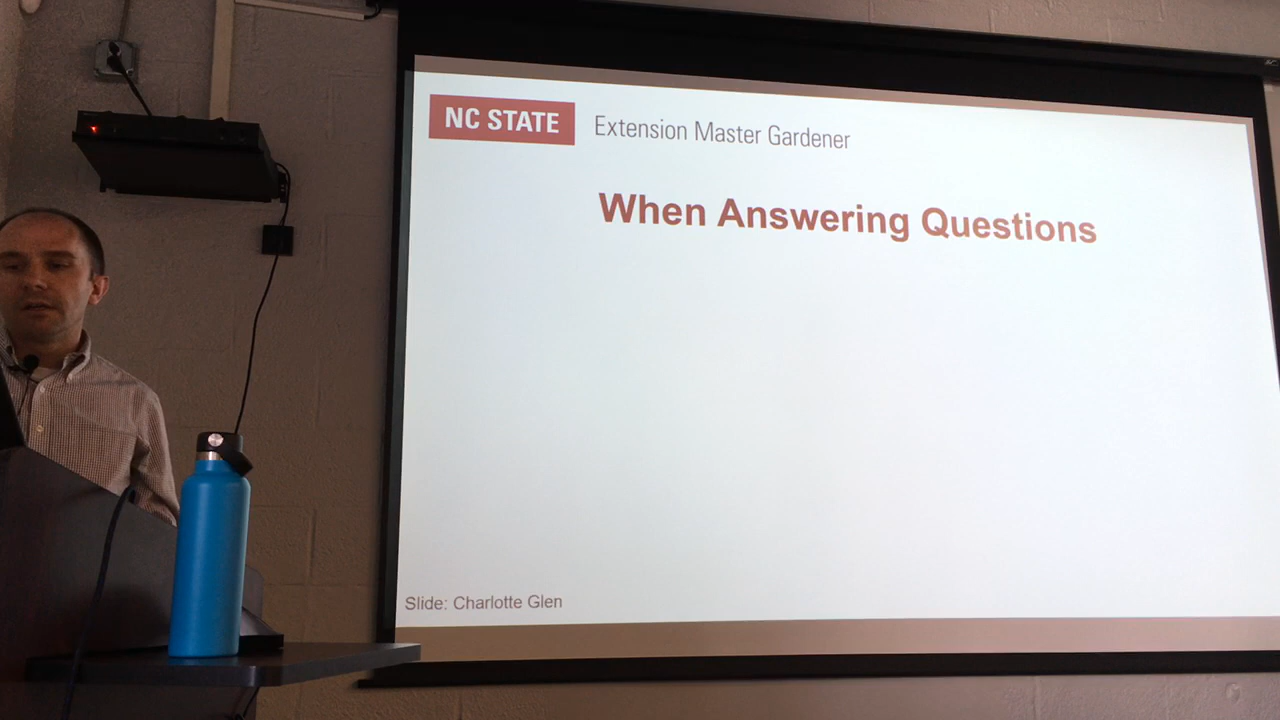 NC STATE Extension Master Gardener
When Answering Questions
Slide: Charlotte Glen